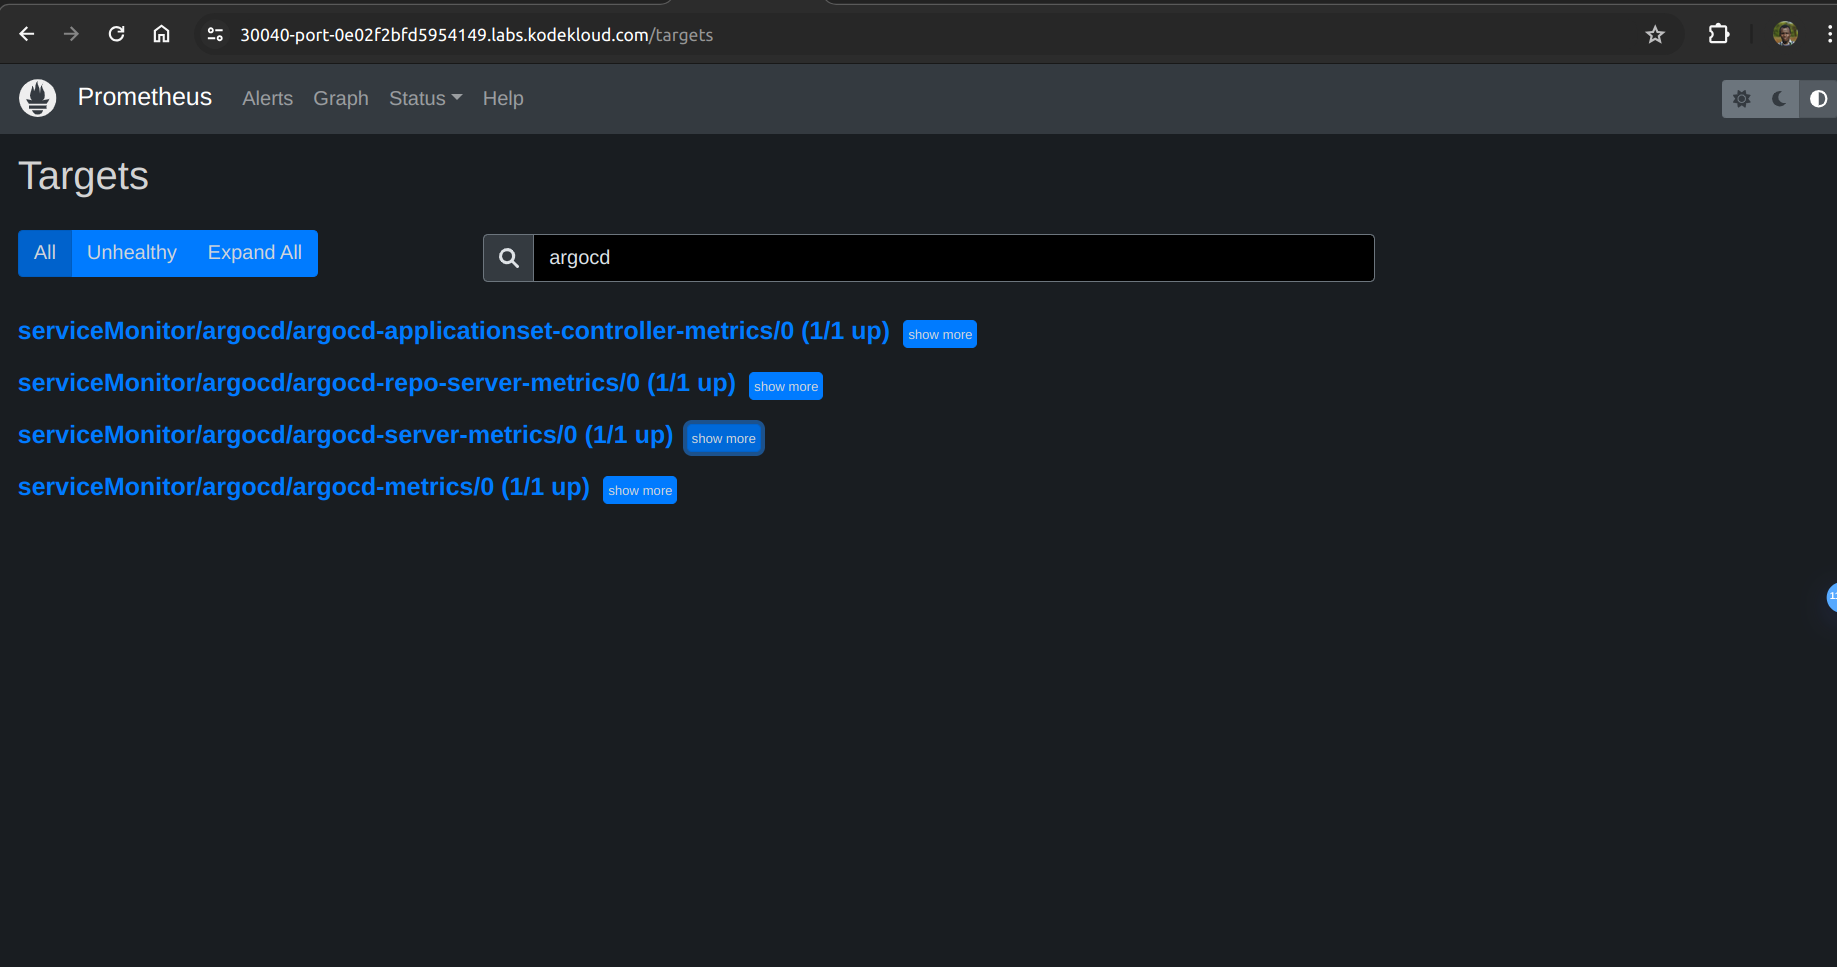 30040-port-0e02f2bfd5954149.labs.kodekloud.com/targets
Prometheus Alerts Graph Status Help
Targets
All Unhealthy Expand All argocd
serviceMonitor/argocd/argocd-applicationset-controller-metrics/0 (1/1 up) show more
serviceMonitor/argocd/argocd-repo-server-metrics/0 (1/1 up) show more
serviceMonitor/argocd/argocd-server-metrics/0 (1/1 up) show more
serviceMonitor/argocd/argocd-metrics/0 (1/1 up) show more